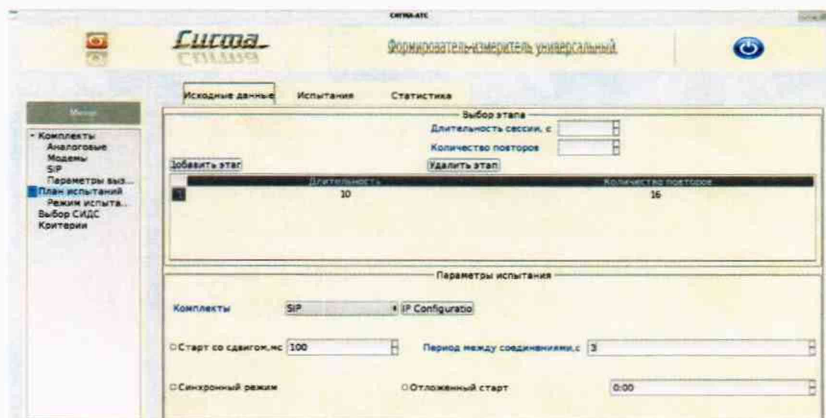 СИГМА-АТС
Сигма
Формирователь-измеритель универсальный
Исходные данные Испытания Статистика
Меню
Комплекты
Аналоговые
Модемы
SIP
Параметры выз...
План испытаний
Режим испыта...
Выбор СИДС
Критерии
Выбор этапа
Длительность сессии, с
Количество повторов
Добавить этап Удалить этап
Длительность Количество повторов
10 16
Параметры испытания
Комплекты SIP IP Configuratio
Старт со сдвигом,мс 100 Период между соединениями,с 3
Синхронный режим Отложенный старт 0:00